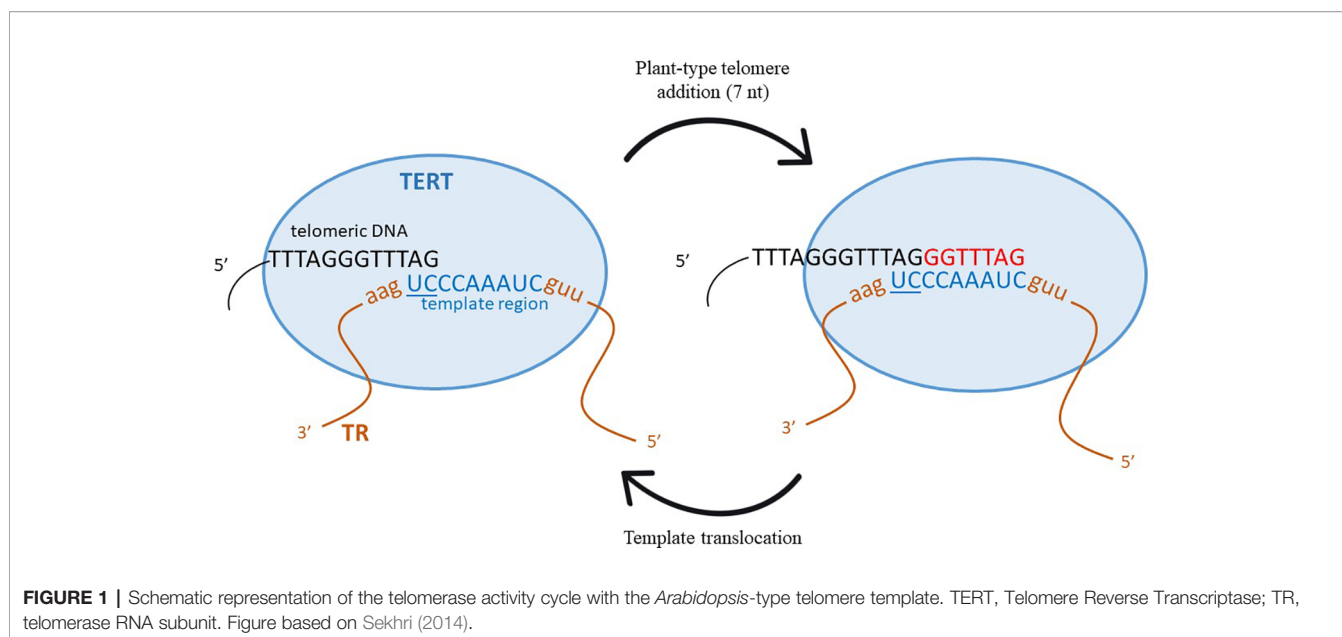 Plant-type telomere
addition (7 nt)
TERT
telomeric DNA
5’ TTTAGGGTTTAG
aag UCCCAAAUC guu
template region
3’ TR
5’
5’ TTTAGGGTTTAGGGTTTAG
aag UCCCAAAUC guu
3’
5’
Template translocation
FIGURE 1 | Schematic representation of the telomerase activity cycle with the Arabidopsis-type telomere template. TERT, Telomere Reverse Transcriptase; TR,
telomerase RNA subunit. Figure based on Sekhri (2014).